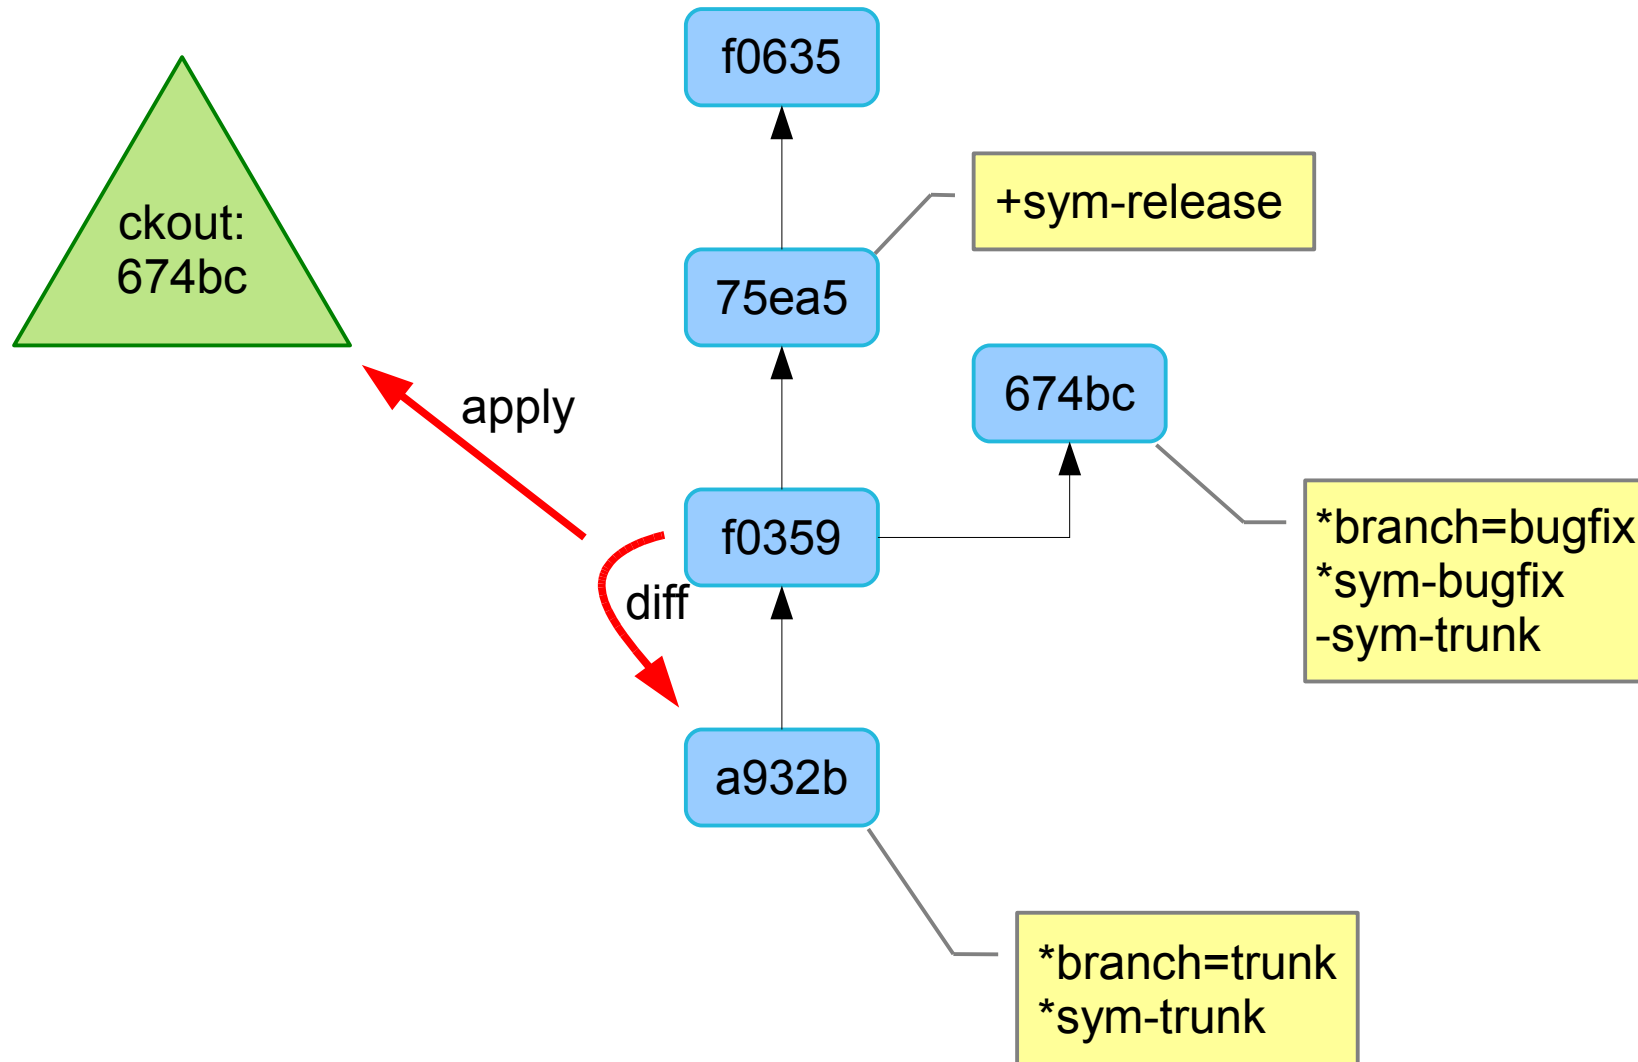 f0635
ckout:
674bc
+sym-release
75ea5
674bc
apply
f0359
*branch=bugfix
*sym-bugfix
-sym-trunk
diff
a932b
*branch=trunk
*sym-trunk